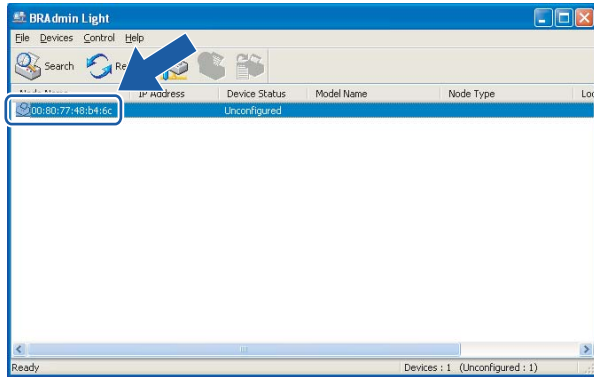 BRAdmin Light
File Devices Control Help
Search
IP Address Device Status Model Name Node Type
00:80:77:48:b4:6c Unconfigured
Ready Devices : 1 (Unconfigured : 1)